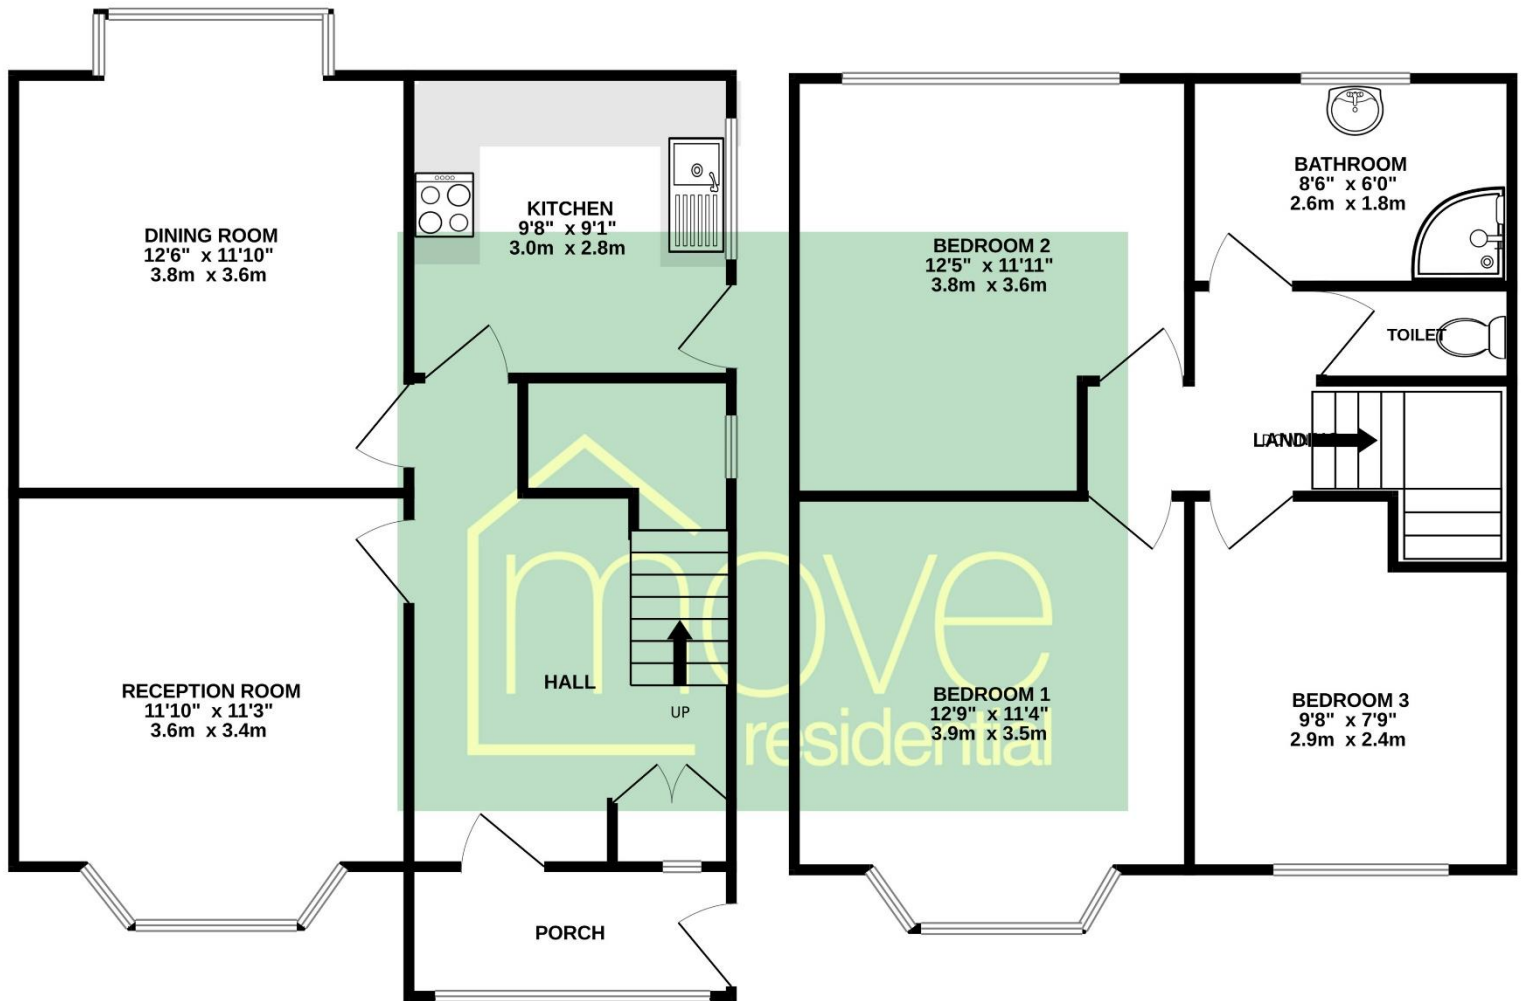 DINING ROOM
12'6" x 11'10"
3.8m x 3.6m
KITCHEN
9'8" x 9'1"
3.0m x 2.8m
RECEPTION ROOM
11'10" x 11'3"
3.6m x 3.4m
HALL
UP
PORCH
BEDROOM 2
12'5" x 11'11"
3.8m x 3.6m
BATHROOM
8'6" x 6'0"
2.6m x 1.8m
TOILET
LANDING
BEDROOM 1
12'9" x 11'4"
3.9m x 3.5m
BEDROOM 3
9'8" x 7'9"
2.9m x 2.4m
move
residential